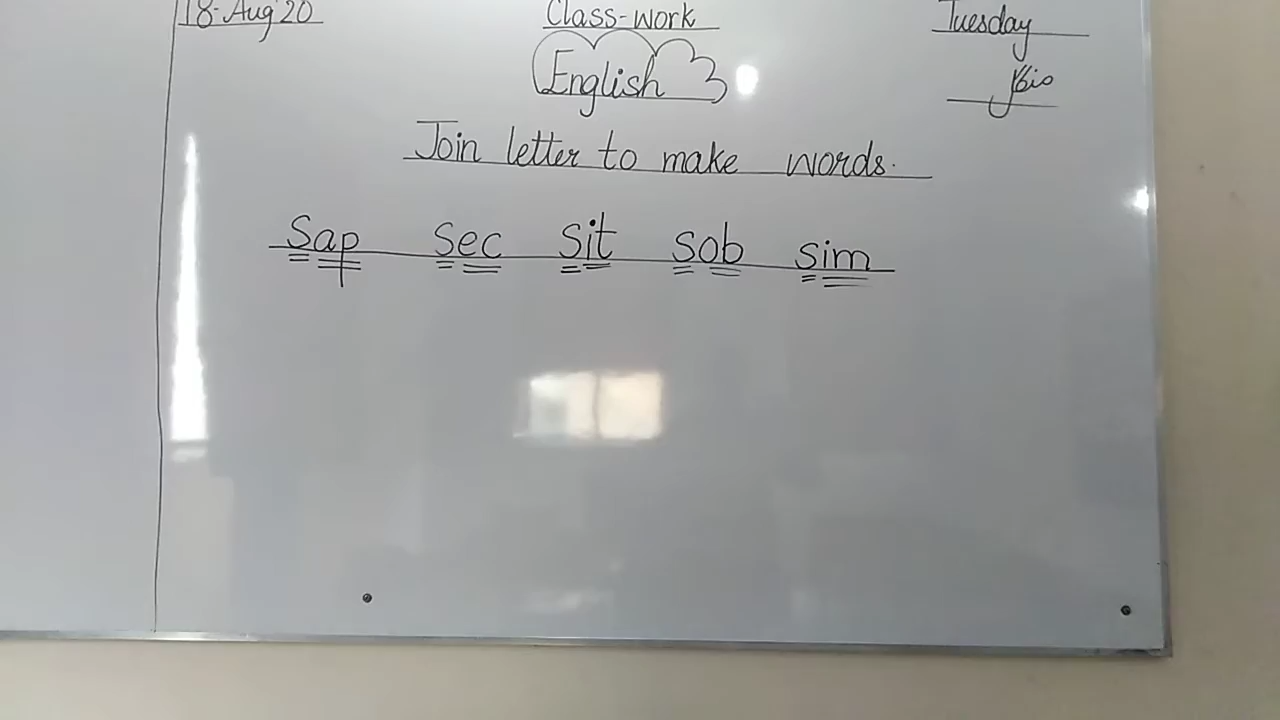 18-Aug'20 Class-work Tuesday
English
Join letter to make words.
Sap sec sit sob sim